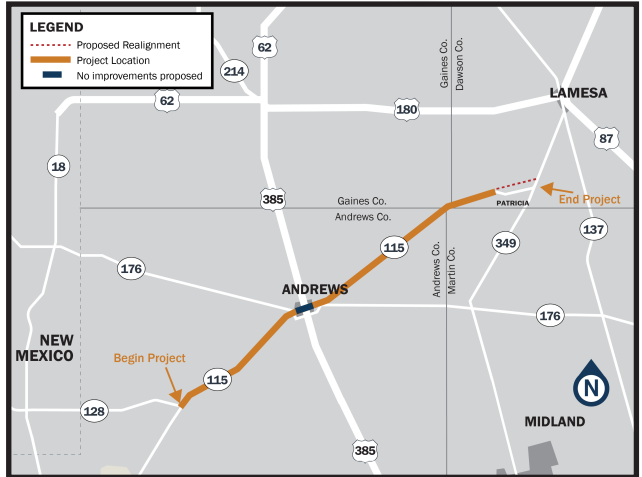 LEGEND
Proposed Realignment
Project Location
No improvements proposed
62
214
62
180
Gaines Co.
Dawson Co.
LAMESA
87
18
385
Gaines Co.
Andrews Co.
PATRICIA
End Project
115
349
137
176
Andrews Co.
Martin Co.
ANDREWS
176
NEW
MEXICO
Begin Project
115
128
N
MIDLAND
385